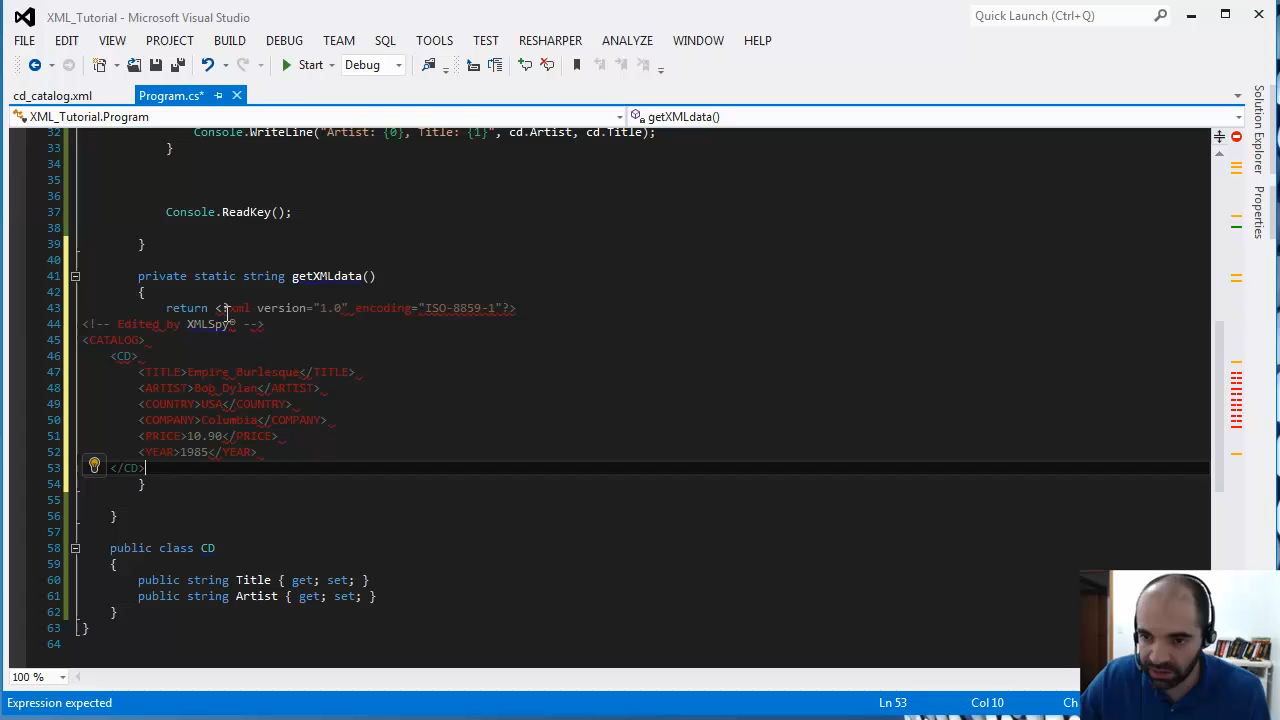 XML_Tutorial - Microsoft Visual Studio
Quick Launch (Ctrl+Q)
FILE EDIT VIEW PROJECT BUILD DEBUG TEAM SQL TOOLS TEST RESHARPER ANALYZE WINDOW HELP
Start Debug
cd_catalog.xml Program.cs*
XML_Tutorial.Program getXMLdata()
Solution Explorer
Properties
32 Console.WriteLine("Artist: {0}, Title: {1}", cd.Artist, cd.Title);
33 }
34
35
36
37 Console.ReadKey();
38
39 }
40
41 private static string getXMLdata()
42 {
43 return <?xml version="1.0" encoding="ISO-8859-1"?>
44 <!-- Edited by XMLSpy® -->
45 <CATALOG>
46 <CD>
47 <TITLE>Empire Burlesque</TITLE>
48 <ARTIST>Bob Dylan</ARTIST>
49 <COUNTRY>USA</COUNTRY>
50 <COMPANY>Columbia</COMPANY>
51 <PRICE>10.90</PRICE>
52 <YEAR>1985</YEAR>
53 </CD>
54 }
55
56 }
57
58 public class CD
59 {
60 public string Title { get; set; }
61 public string Artist { get; set; }
62 }
63 }
64
100 %
Expression expected Ln 53 Col 10 Ch